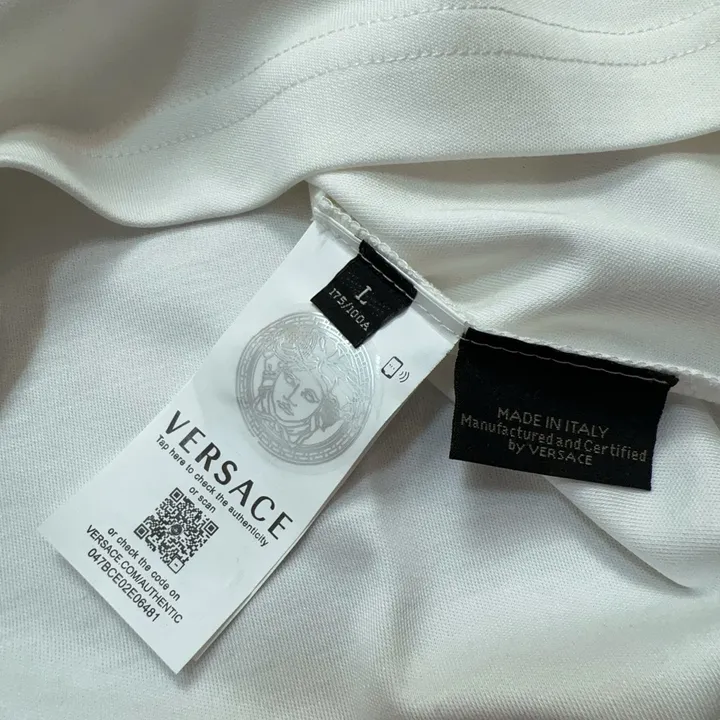 L
175/100A
VERSACE
Tap here to check the authenticity
or scan
or check the code on
VERSACE.COM/AUTHENTIC
047BCE02E06481
MADE IN ITALY
Manufactured and Certified
by VERSACE